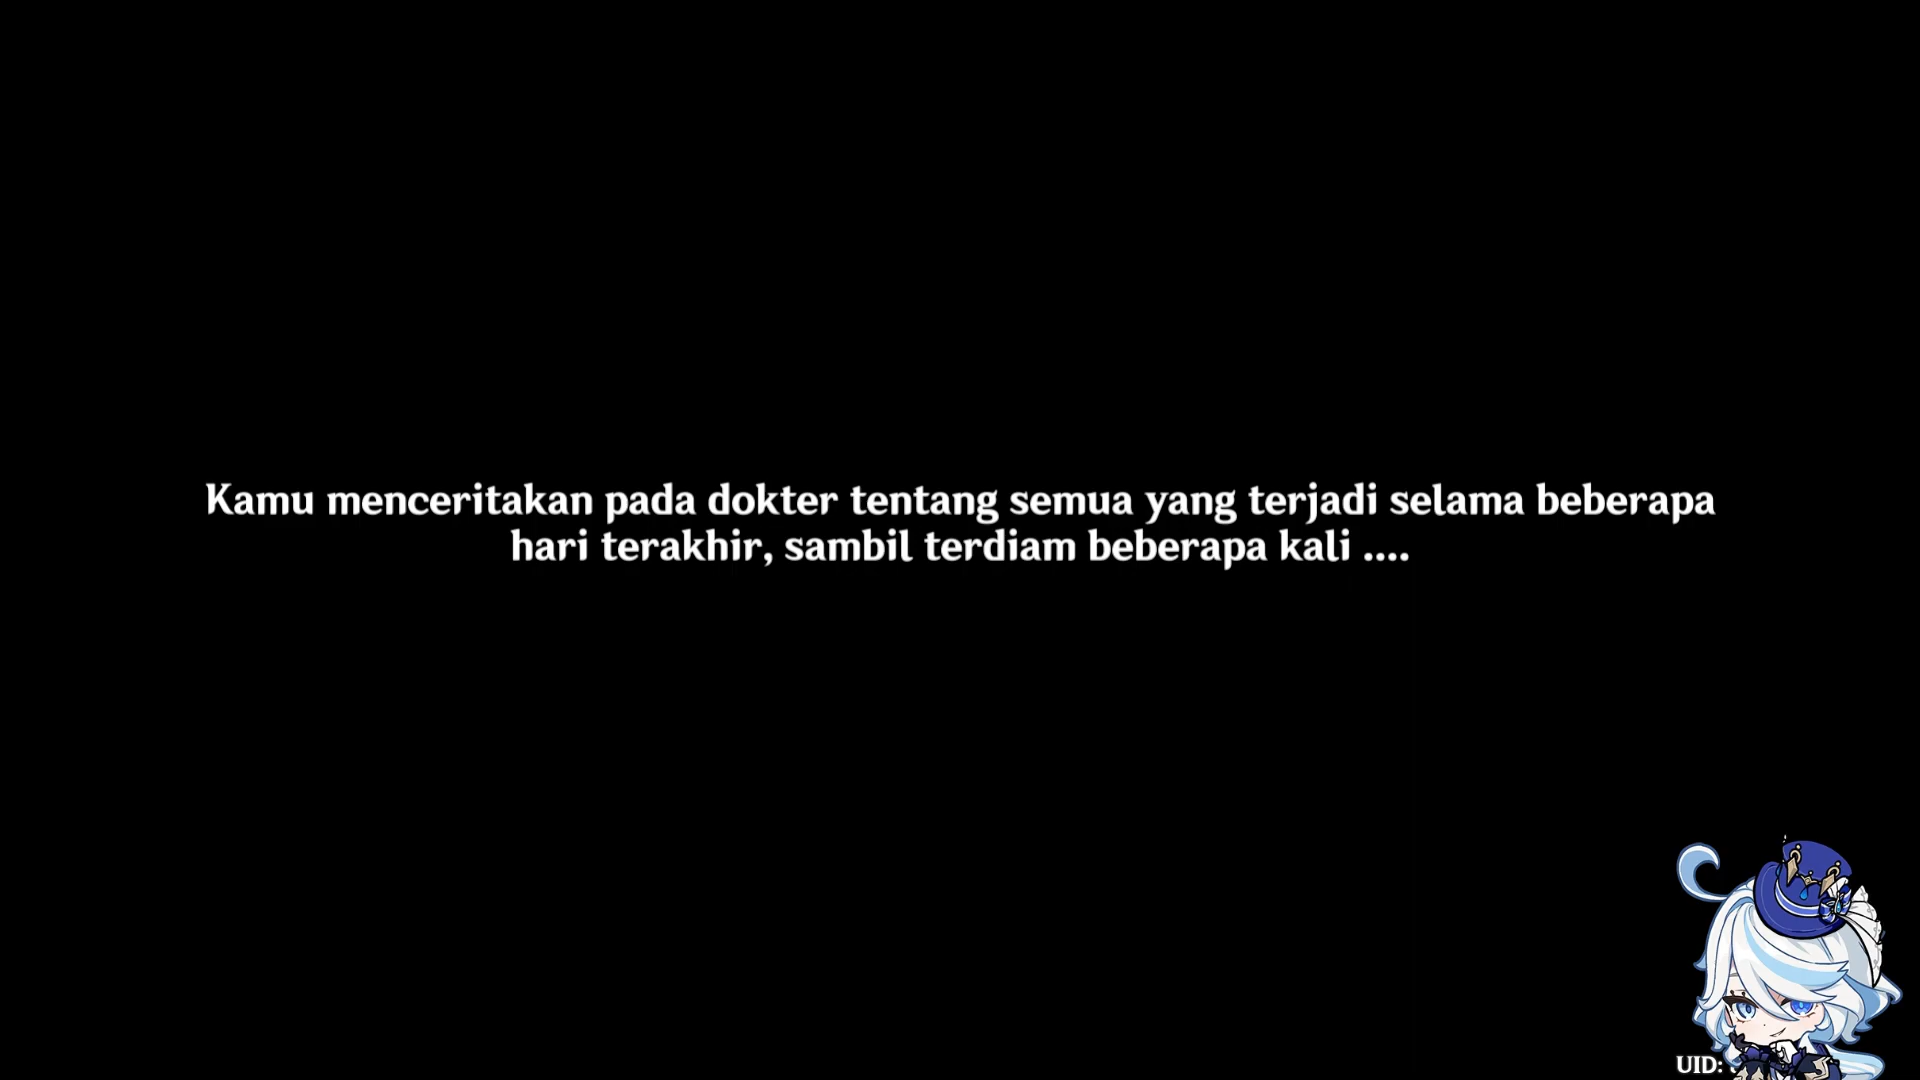 Kamu menceritakan pada dokter tentang semua yang terjadi selama beberapa
hari terakhir, sambil terdiam beberapa kali ....
UID: